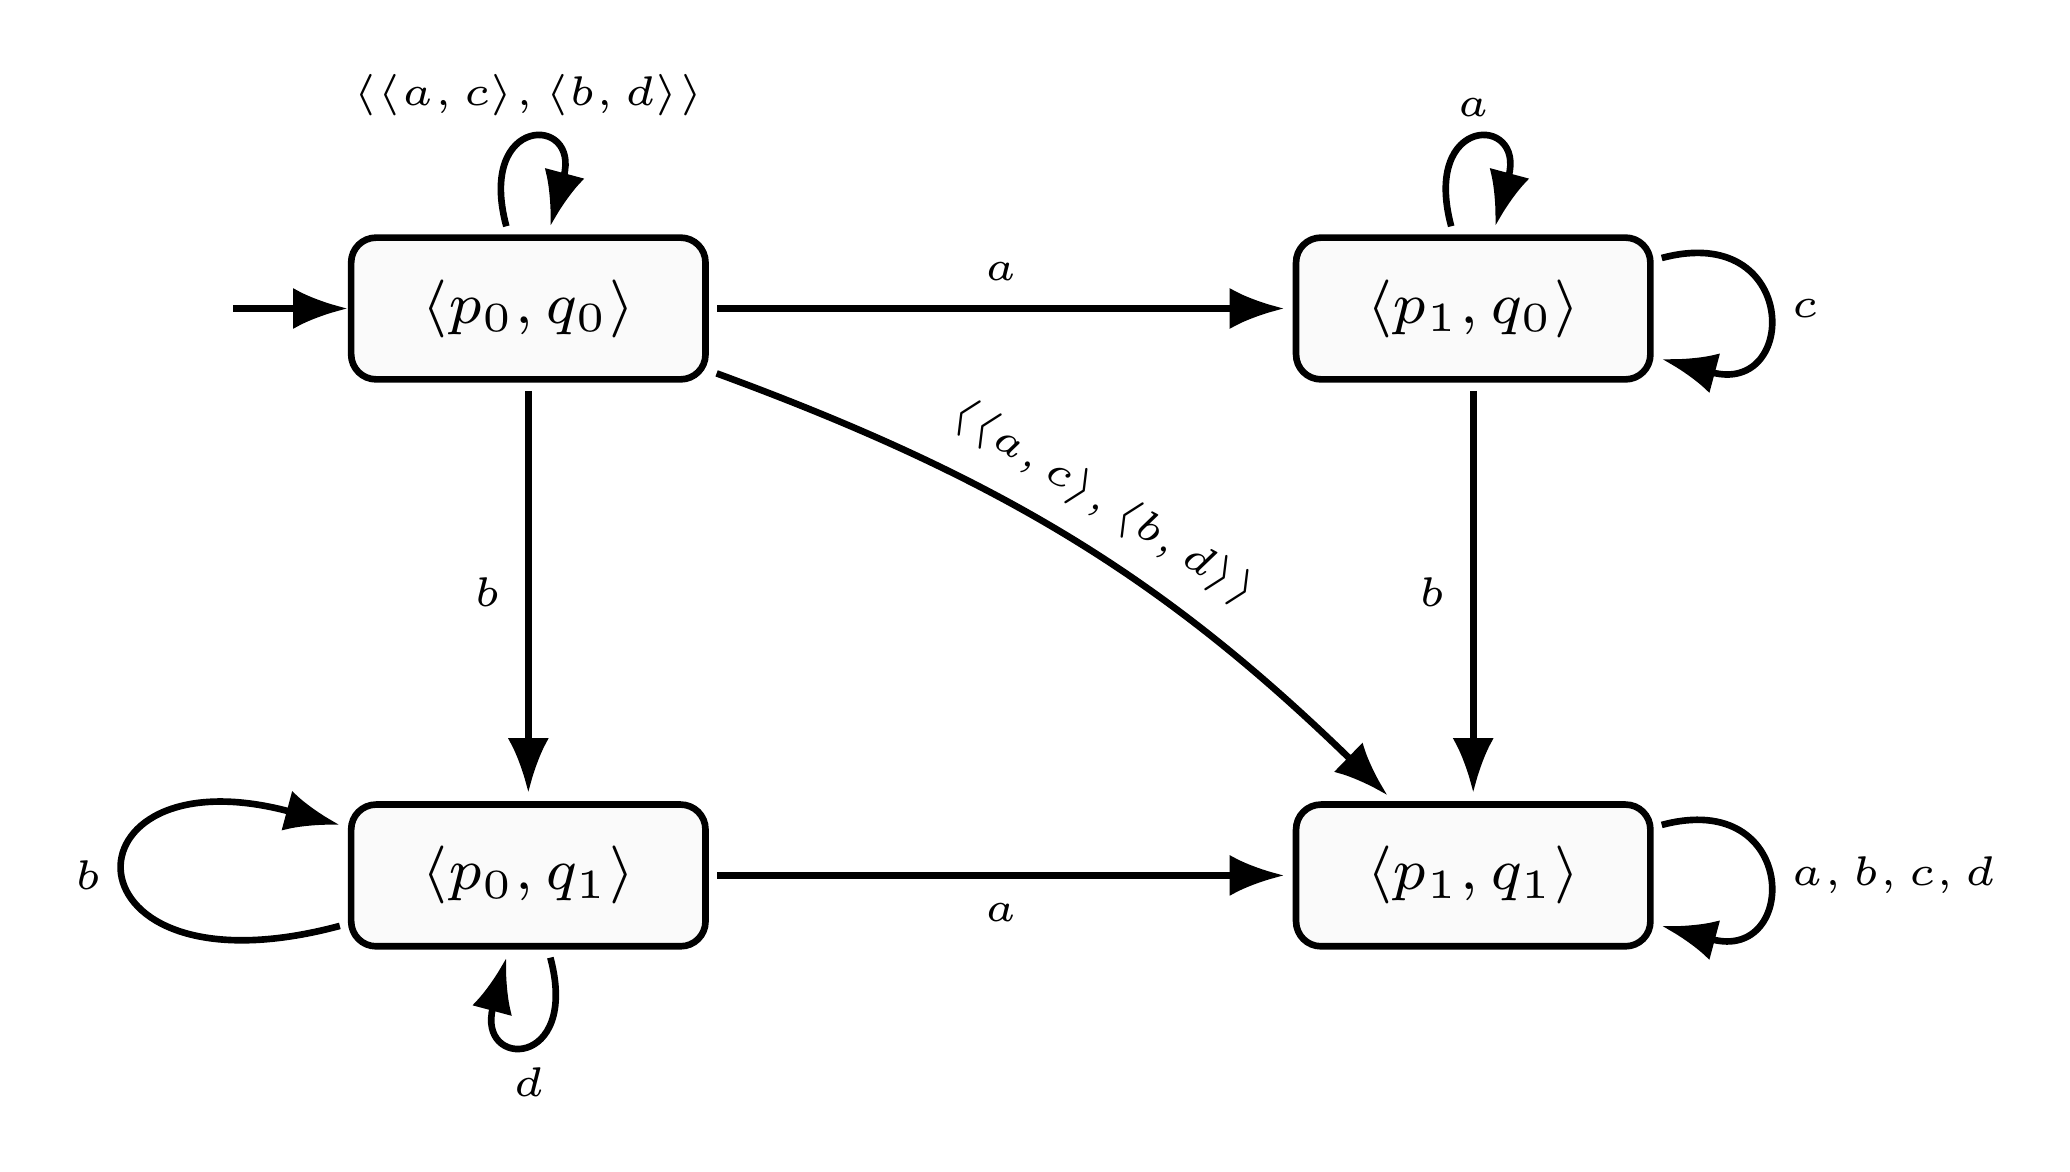 ⟨⟨a, c⟩, ⟨b, d⟩⟩
a
⟨p₀, q₀⟩
a
⟨p₁, q₀⟩
c
⟨⟨a, c⟩, ⟨b, d⟩⟩
b
b
b
⟨p₀, q₁⟩
a
⟨p₁, q₁⟩
a, b, c, d
d